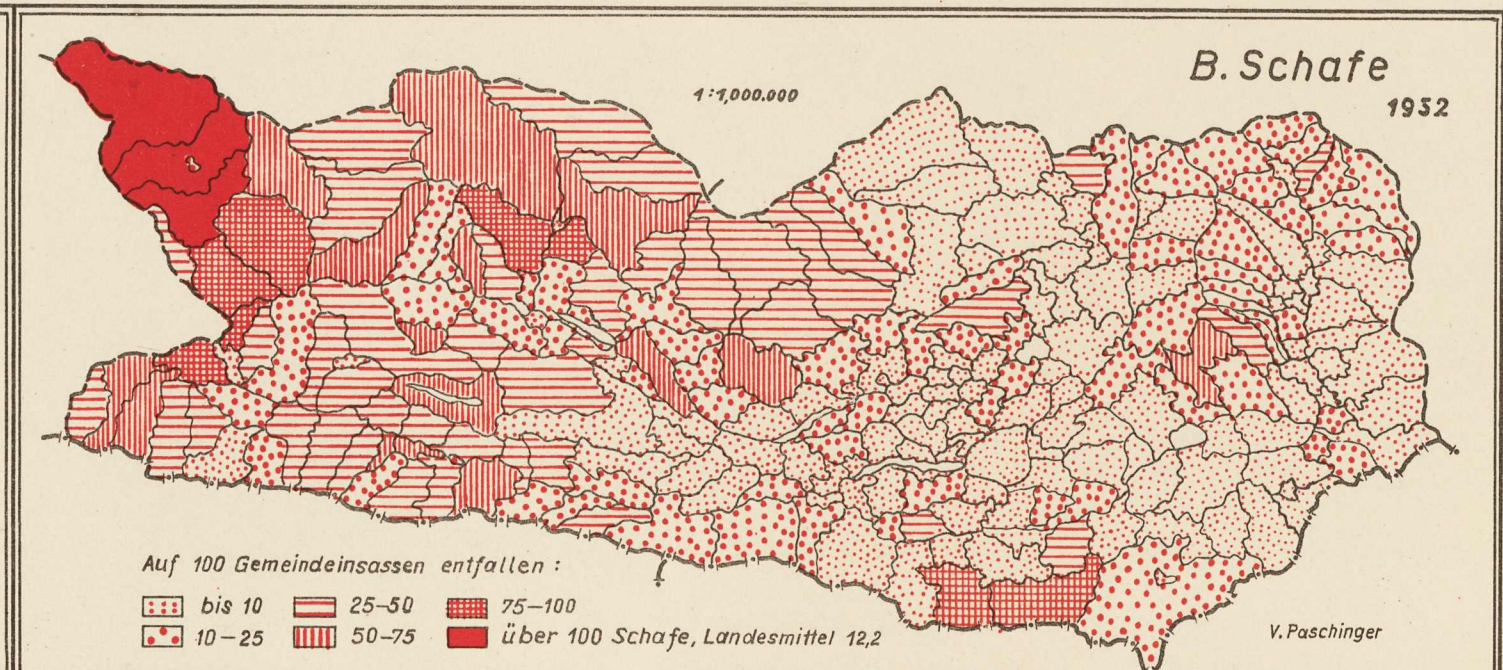 B. Schafe
1:1,000.000
1932
Auf 100 Gemeindeinsassen entfallen:
bis 10
25-50
75-100
10-25
50-75
über 100 Schafe, Landesmittel 12,2
V. Paschinger